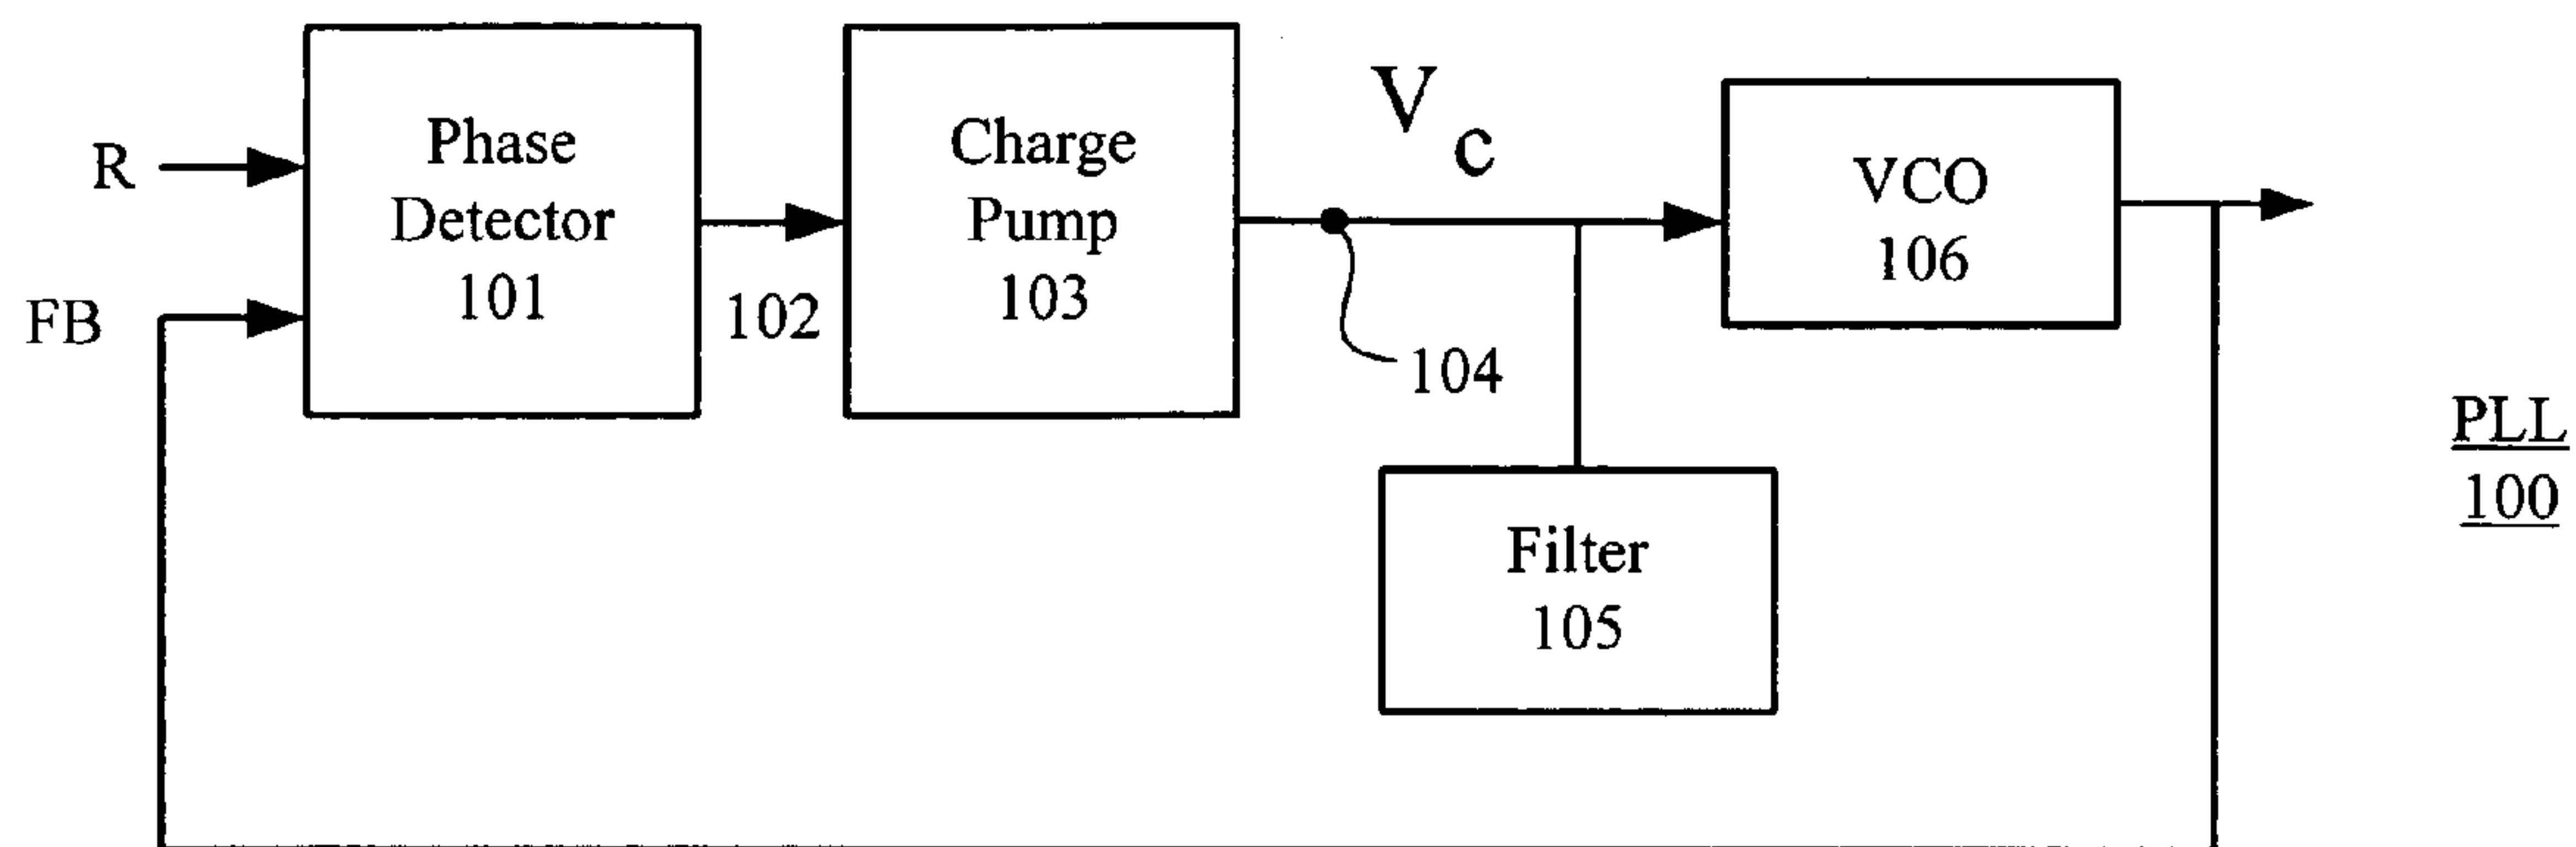 R
FB
Phase
Detector
101
102
Charge
Pump
103
V
c
104
VCO
106
Filter
105
PLL
100